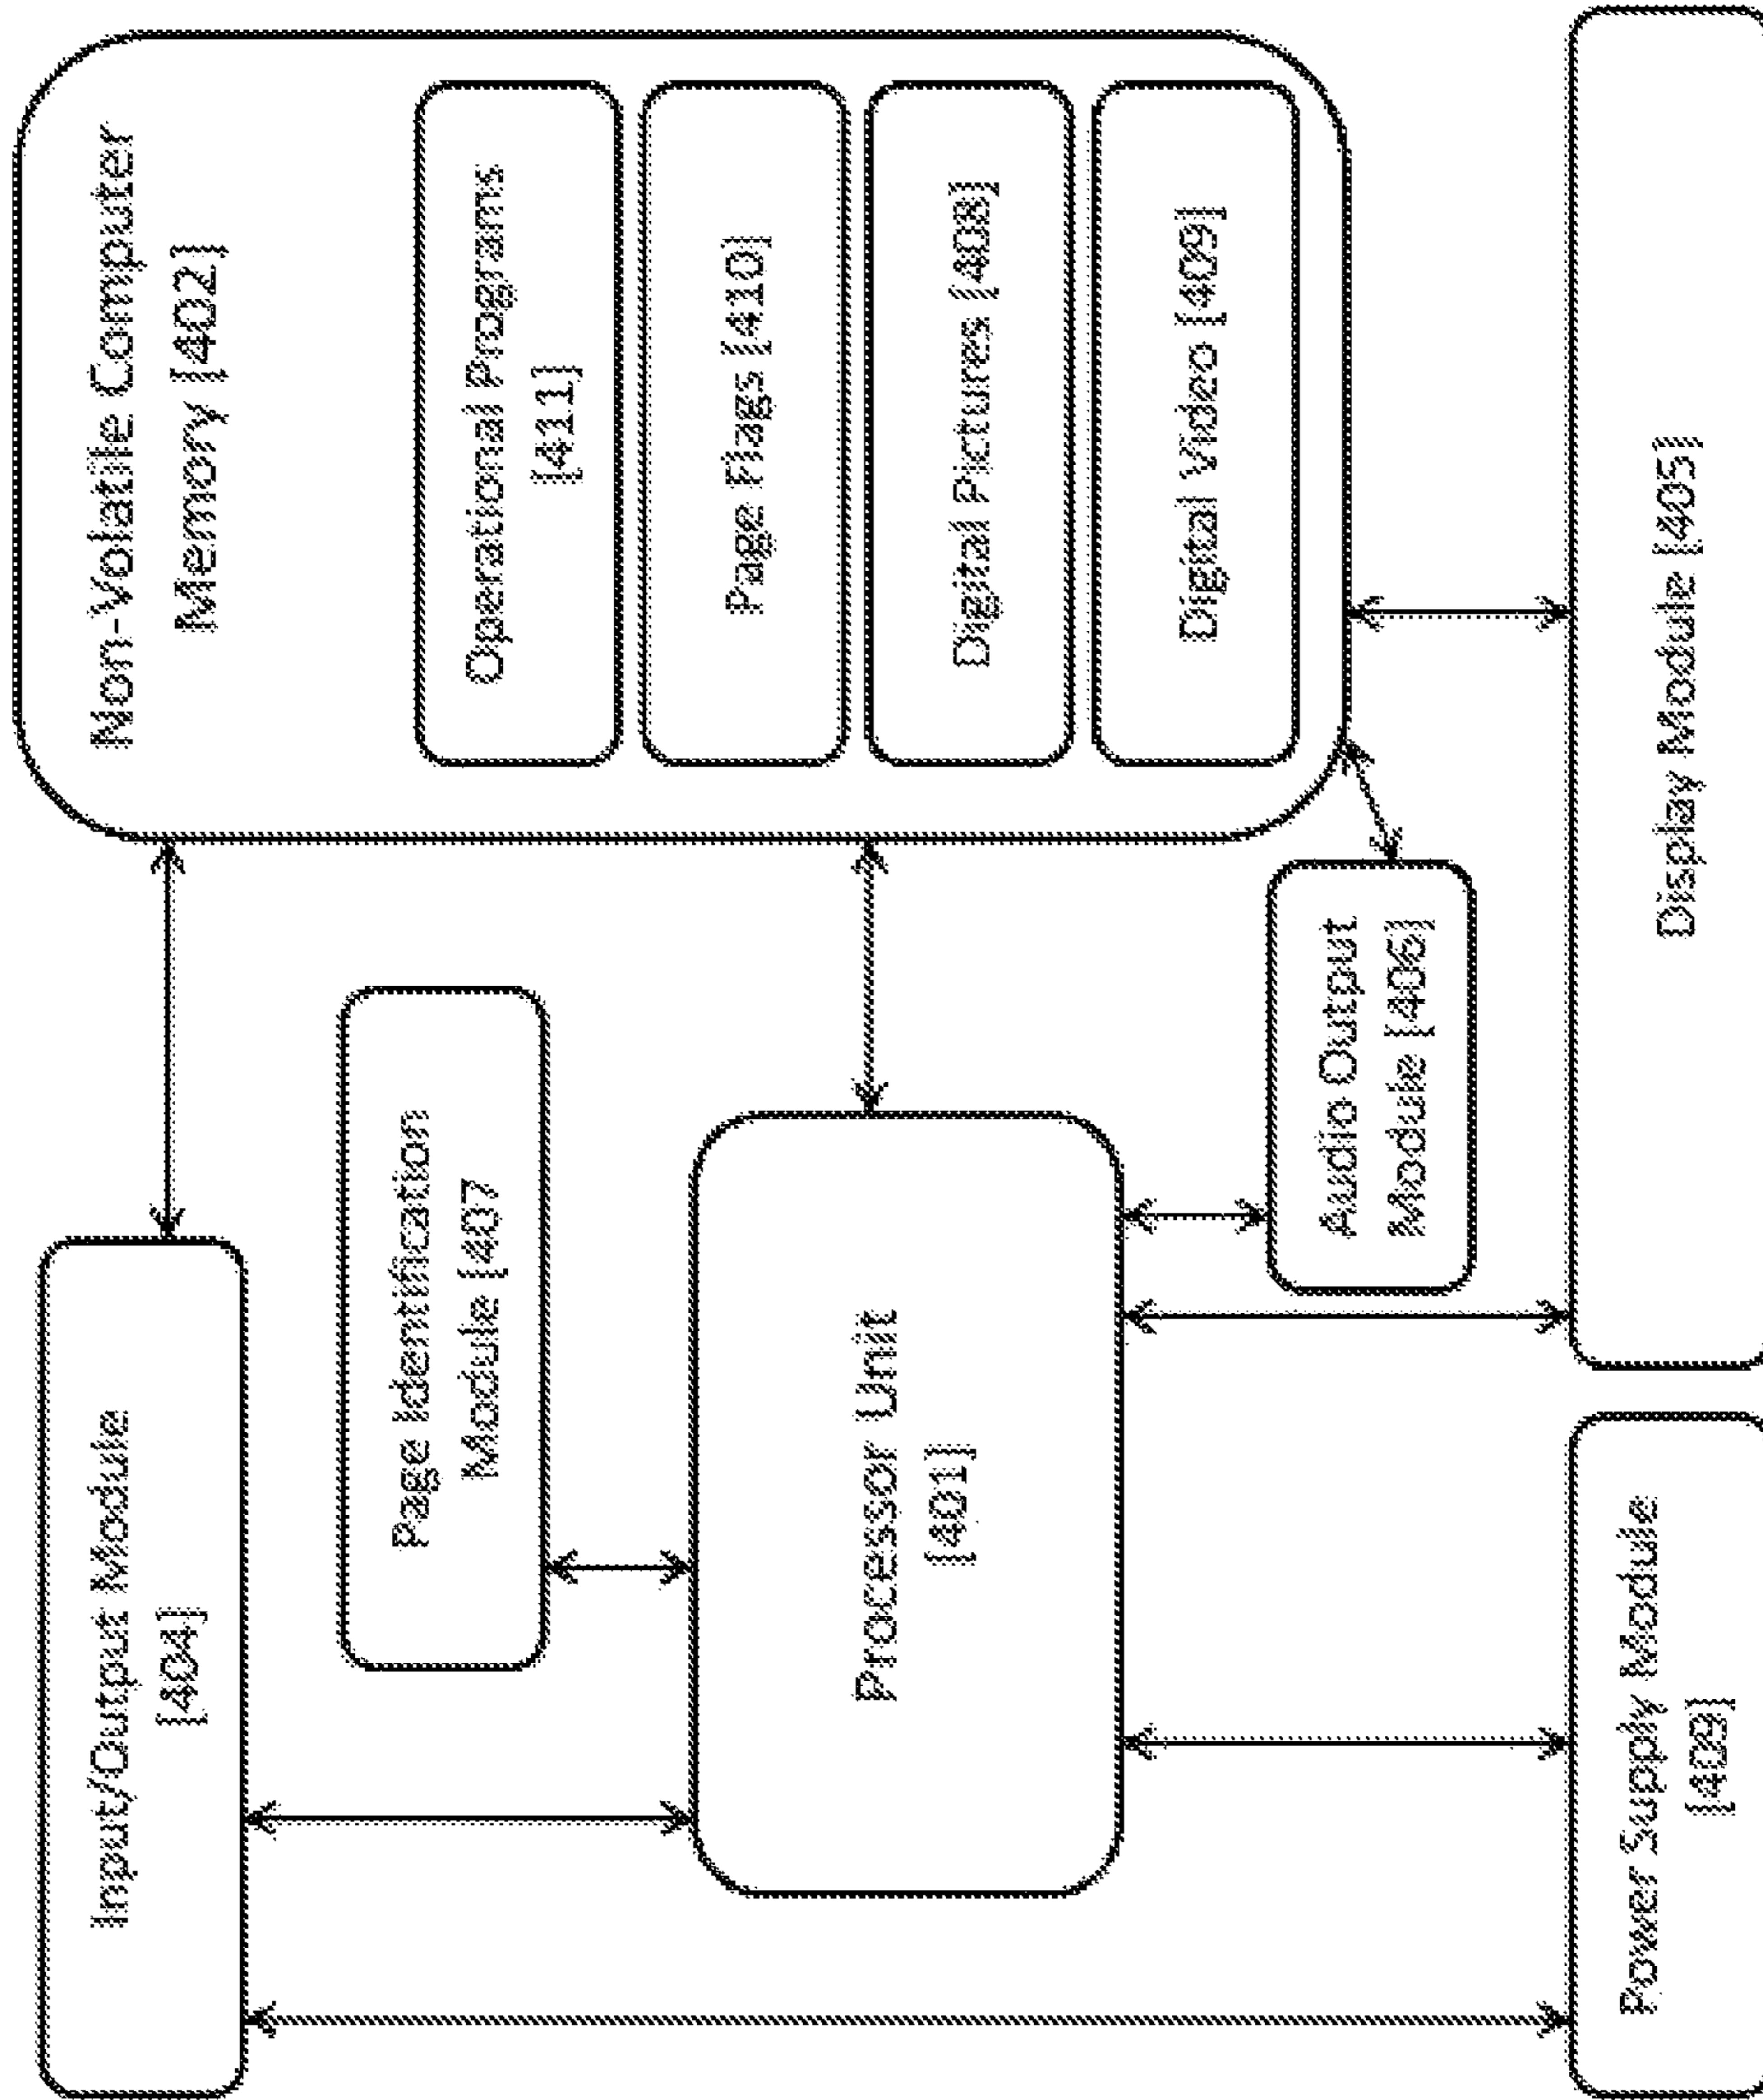 Input/Output Module
[404]
Non-Volatile Computer
Memory [402]
Page Identification
Module [407
Operational Programs
[411]
Page Flags [410]
Processor Unit
[401]
Digital Pictures [408]
Digital Video [409]
Audio Output
Module [406]
Power Supply Module
[409]
Display Module [405]